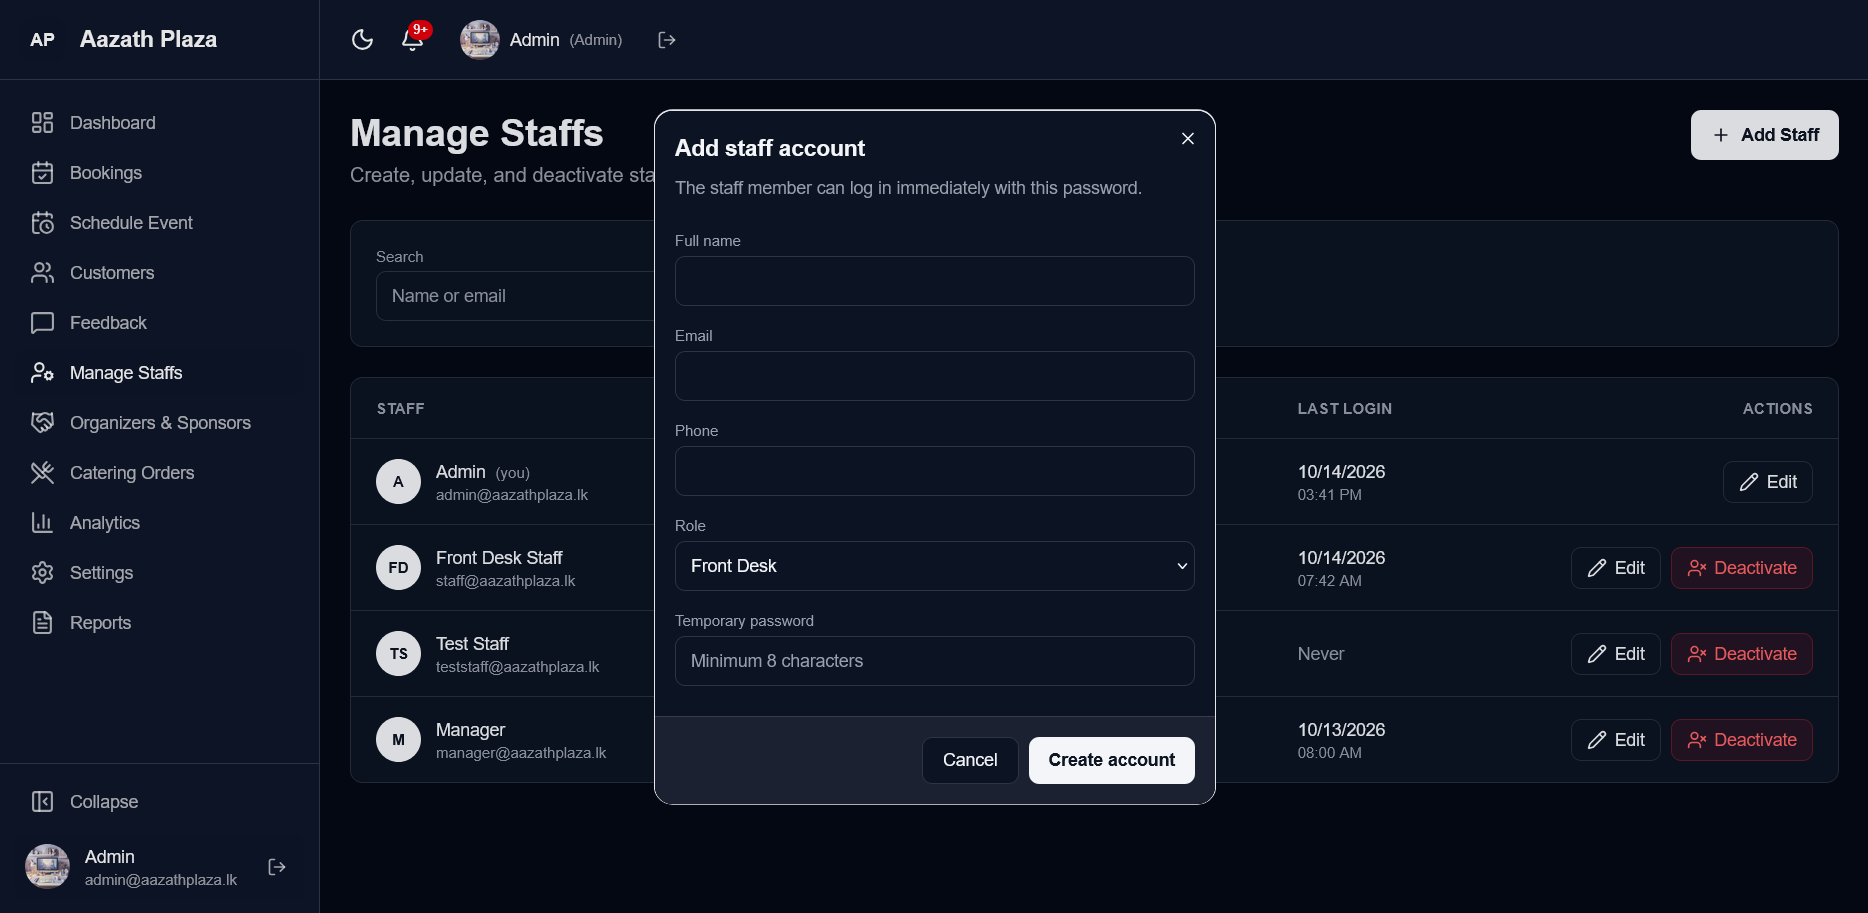 AP Aazath Plaza
9+
Admin (Admin)
Dashboard
Bookings
Schedule Event
Customers
Feedback
Manage Staffs
Organizers & Sponsors
Catering Orders
Analytics
Settings
Reports
Collapse
Admin
admin@aazathplaza.lk
Manage Staffs
Create, update, and deactivate sta
Add Staff
Search
Name or email
STAFF LAST LOGIN ACTIONS
Admin (you)
admin@aazathplaza.lk
10/14/2026
03:41 PM
Edit
A
FD
Front Desk Staff
staff@aazathplaza.lk
10/14/2026
07:42 AM
Edit Deactivate
TS
Test Staff
teststaff@aazathplaza.lk
Never
Edit Deactivate
M
Manager
manager@aazathplaza.lk
10/13/2026
08:00 AM
Edit Deactivate
Add staff account
The staff member can log in immediately with this password.
Full name
Email
Phone
Role
Front Desk
Temporary password
Minimum 8 characters
Cancel Create account